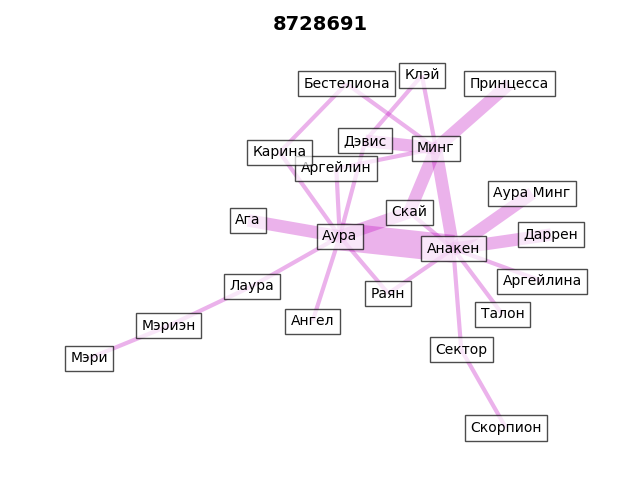 8728691
Клэй
Бестелиона
Принцесса
Дэвис
Минг
Карина
Аргейлин
Аура Минг
Скай
Ага
Аура
Даррен
Анакен
Аргейлина
Лаура
Раян
Талон
Ангел
Мэриэн
Сектор
Мэри
Скорпион